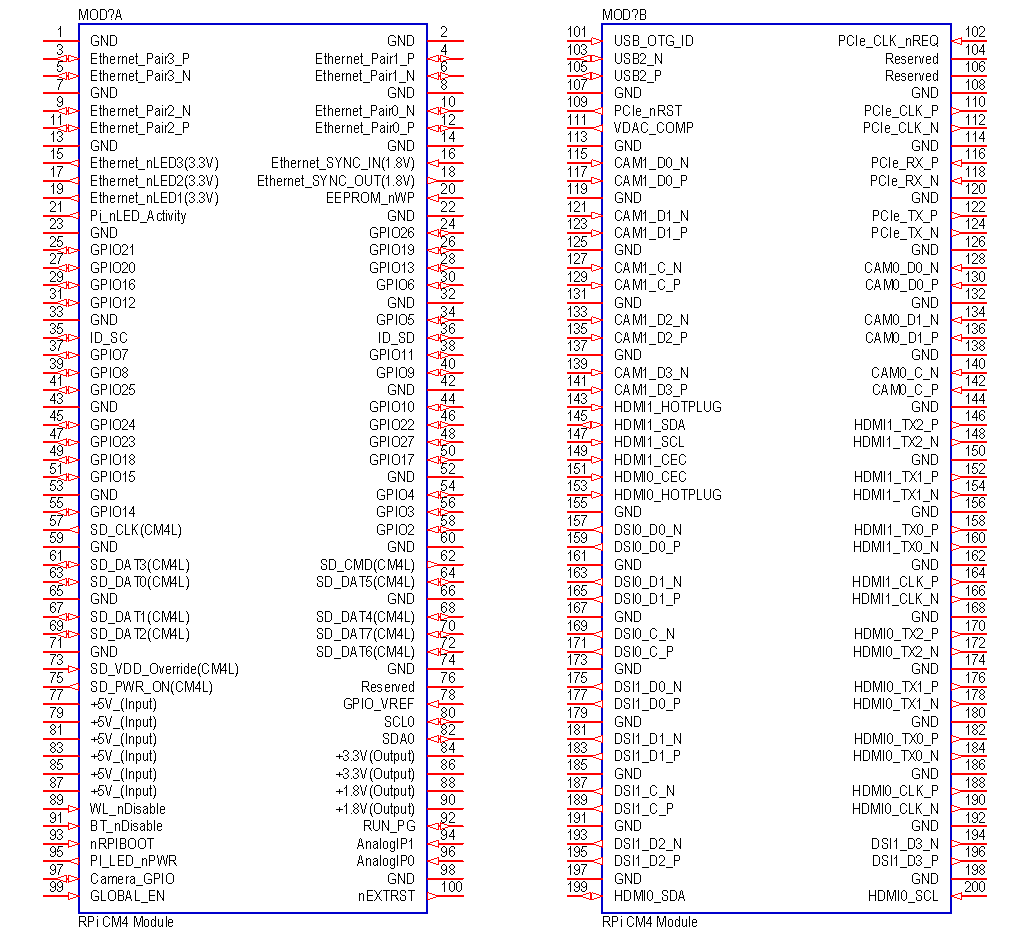 MOD?A
1 GND GND 2
3 Ethernet_Pair3_P Ethernet_Pair1_P 4
5 Ethernet_Pair3_N Ethernet_Pair1_N 6
7 GND GND 8
9 Ethernet_Pair2_N Ethernet_Pair0_N 10
11 Ethernet_Pair2_P Ethernet_Pair0_P 12
13 GND GND 14
15 Ethernet_nLED3(3.3V) Ethernet_SYNC_IN(1.8V) 16
17 Ethernet_nLED2(3.3V) Ethernet_SYNC_OUT(1.8V) 18
19 Ethernet_nLED1(3.3V) EEPROM_nWP 20
21 Pi_nLED_Activity GND 22
23 GND GPIO26 24
25 GPIO21 GPIO19 26
27 GPIO20 GPIO13 28
29 GPIO16 GPIO6 30
31 GPIO12 GND 32
33 GND GPIO5 34
35 ID_SC ID_SD 36
37 GPIO7 GPIO11 38
39 GPIO8 GPIO9 40
41 GPIO25 GND 42
43 GND GPIO10 44
45 GPIO24 GPIO22 46
47 GPIO23 GPIO27 48
49 GPIO18 GPIO17 50
51 GPIO15 GND 52
53 GND GPIO4 54
55 GPIO14 GPIO3 56
57 SD_CLK(CM4L) GPIO2 58
59 GND GND 60
61 SD_DAT3(CM4L) SD_CMD(CM4L) 62
63 SD_DAT0(CM4L) SD_DAT5(CM4L) 64
65 GND GND 66
67 SD_DAT1(CM4L) SD_DAT4(CM4L) 68
69 SD_DAT2(CM4L) SD_DAT7(CM4L) 70
71 GND SD_DAT6(CM4L) 72
73 SD_VDD_Override(CM4L) GND 74
75 SD_PWR_ON(CM4L) Reserved 76
77 +5V_(Input) GPIO_VREF 78
79 +5V_(Input) SCL0 80
81 +5V_(Input) SDA0 82
83 +5V_(Input) +3.3V(Output) 84
85 +5V_(Input) +3.3V(Output) 86
87 +5V_(Input) +1.8V(Output) 88
89 WL_nDisable +1.8V(Output) 90
91 BT_nDisable RUN_PG 92
93 nRPIBOOT AnalogIP1 94
95 PI_LED_nPWR AnalogIP0 96
97 Camera_GPIO GND 98
99 GLOBAL_EN nEXTRST 100
RPi CM4 Module
MOD?B
101 USB_OTG_ID PCIe_CLK_nREQ 102
103 USB2_N Reserved 104
105 USB2_P Reserved 106
107 GND GND 108
109 PCIe_nRST PCIe_CLK_P 110
111 VDAC_COMP PCIe_CLK_N 112
113 GND GND 114
115 CAM1_D0_N PCIe_RX_P 116
117 CAM1_D0_P PCIe_RX_N 118
119 GND GND 120
121 CAM1_D1_N PCIe_TX_P 122
123 CAM1_D1_P PCIe_TX_N 124
125 GND GND 126
127 CAM1_C_N CAM0_D0_N 128
129 CAM1_C_P CAM0_D0_P 130
131 GND GND 132
133 CAM1_D2_N CAM0_D1_N 134
135 CAM1_D2_P CAM0_D1_P 136
137 GND GND 138
139 CAM1_D3_N CAM0_C_N 140
141 CAM1_D3_P CAM0_C_P 142
143 HDMI1_HOTPLUG GND 144
145 HDMI1_SDA HDMI1_TX2_P 146
147 HDMI1_SCL HDMI1_TX2_N 148
149 HDMI1_CEC GND 150
151 HDMI0_CEC HDMI1_TX1_P 152
153 HDMI0_HOTPLUG HDMI1_TX1_N 154
155 GND GND 156
157 DSI0_D0_N HDMI1_TX0_P 158
159 DSI0_D0_P HDMI1_TX0_N 160
161 GND GND 162
163 DSI0_D1_N HDMI1_CLK_P 164
165 DSI0_D1_P HDMI1_CLK_N 166
167 GND GND 168
169 DSI0_C_N HDMI0_TX2_P 170
171 DSI0_C_P HDMI0_TX2_N 172
173 GND GND 174
175 DSI1_D0_N HDMI0_TX1_P 176
177 DSI1_D0_P HDMI0_TX1_N 178
179 GND GND 180
181 DSI1_D1_N HDMI0_TX0_P 182
183 DSI1_D1_P HDMI0_TX0_N 184
185 GND GND 186
187 DSI1_C_N HDMI0_CLK_P 188
189 DSI1_C_P HDMI0_CLK_N 190
191 GND GND 192
193 DSI1_D2_N DSI1_D3_N 194
195 DSI1_D2_P DSI1_D3_P 196
197 GND GND 198
199 HDMI0_SDA HDMI0_SCL 200
RPi CM4 Module